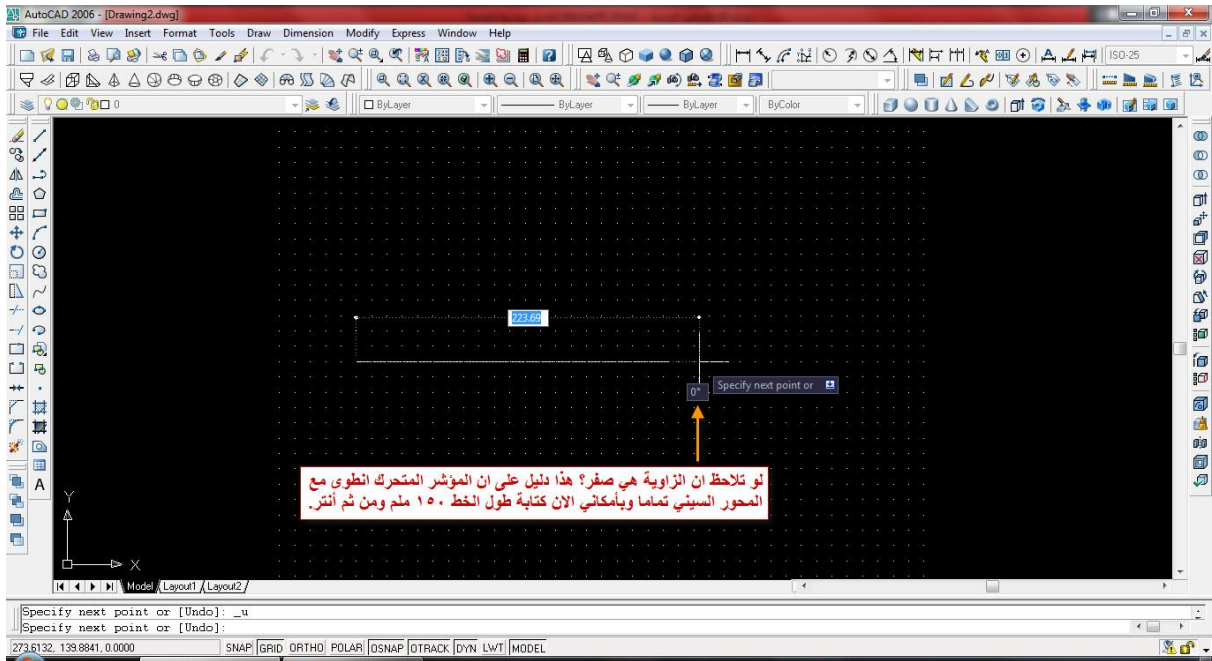 AutoCAD 2006 - [Drawing2.dwg]
File Edit View Insert Format Tools Draw Dimension Modify Express Window Help
ISO-25
0 ByLayer ByLayer ByLayer ByColor
223.69
0° Specify next point or
لو تلاحظ ان الزاوية هي صفر؟ هذا دليل على ان المؤشر المتحرك انطوى مع
المحور السيني تماما وبأمكاني الان كتابة طول الخط ١٥٠ ملم ومن ثم أنتر.
A
Y
X
Model Layout1 Layout2
Specify next point or [Undo]: _u
Specify next point or [Undo]:
273.6132, 139.8841, 0.0000 SNAP GRID ORTHO POLAR OSNAP OTRACK DYN LWT MODEL